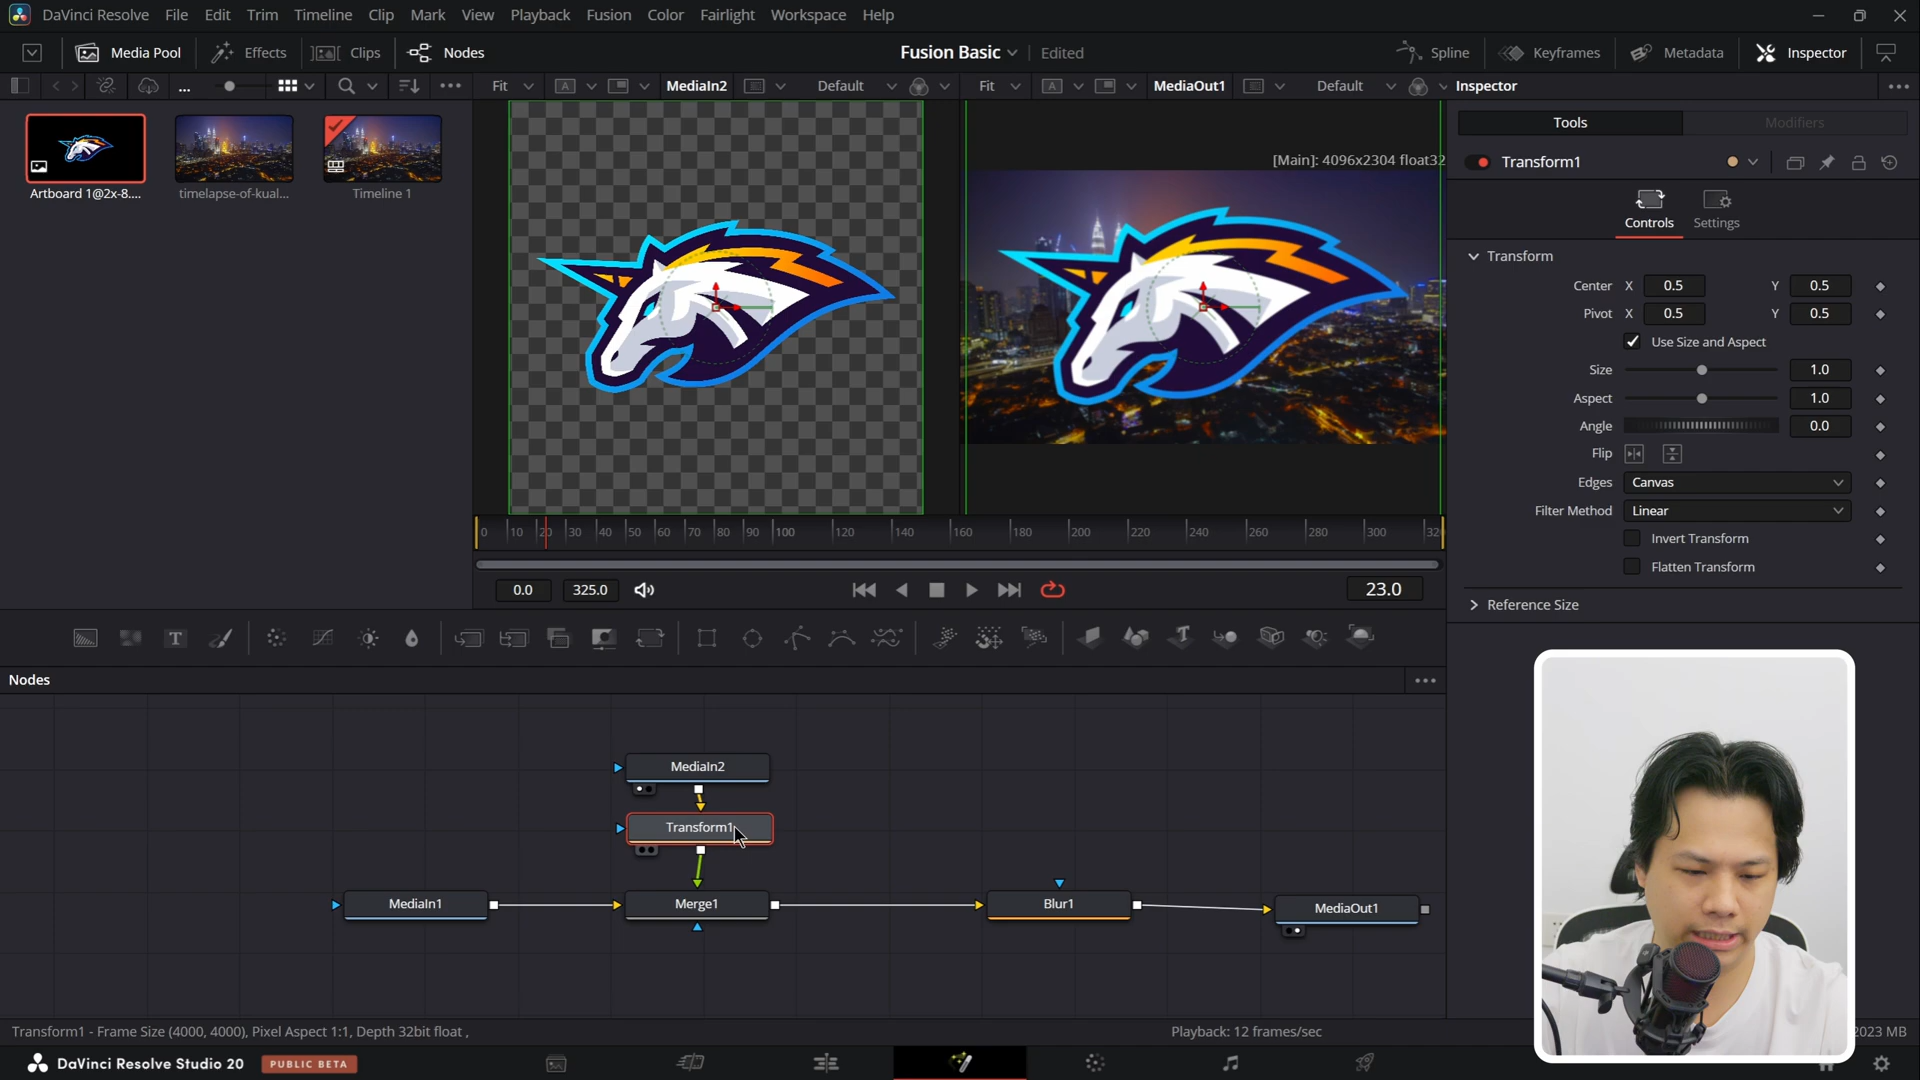 DaVinci Resolve File Edit Trim Timeline Clip Mark View Playback Fusion Color Fairlight Workspace Help
Media Pool Effects Clips Nodes Fusion Basic Edited Spline Keyframes Metadata Inspector
... Fit A MediaIn2 Default Fit A MediaOut1 Default Inspector
Artboard 1@2x-8.... timelapse-of-kual... Timeline 1
[Main]: 4096x2304 float32
Tools Modifiers
Transform1
Controls Settings
Transform
Center X 0.5 Y 0.5
Pivot X 0.5 Y 0.5
Use Size and Aspect
Size 1.0
Aspect 1.0
Angle 0.0
Flip
Edges Canvas
Filter Method Linear
Invert Transform
Flatten Transform
Reference Size
0 10 20 30 40 50 60 70 80 90 100 120 140 160 180 200 220 240 260 280 300 32
0.0 325.0 23.0
T
Nodes
MediaIn2
Transform1
MediaIn1 Merge1 Blur1 MediaOut1
Transform1 - Frame Size (4000, 4000), Pixel Aspect 1:1, Depth 32bit float , Playback: 12 frames/sec 2023 MB
DaVinci Resolve Studio 20 PUBLIC BETA